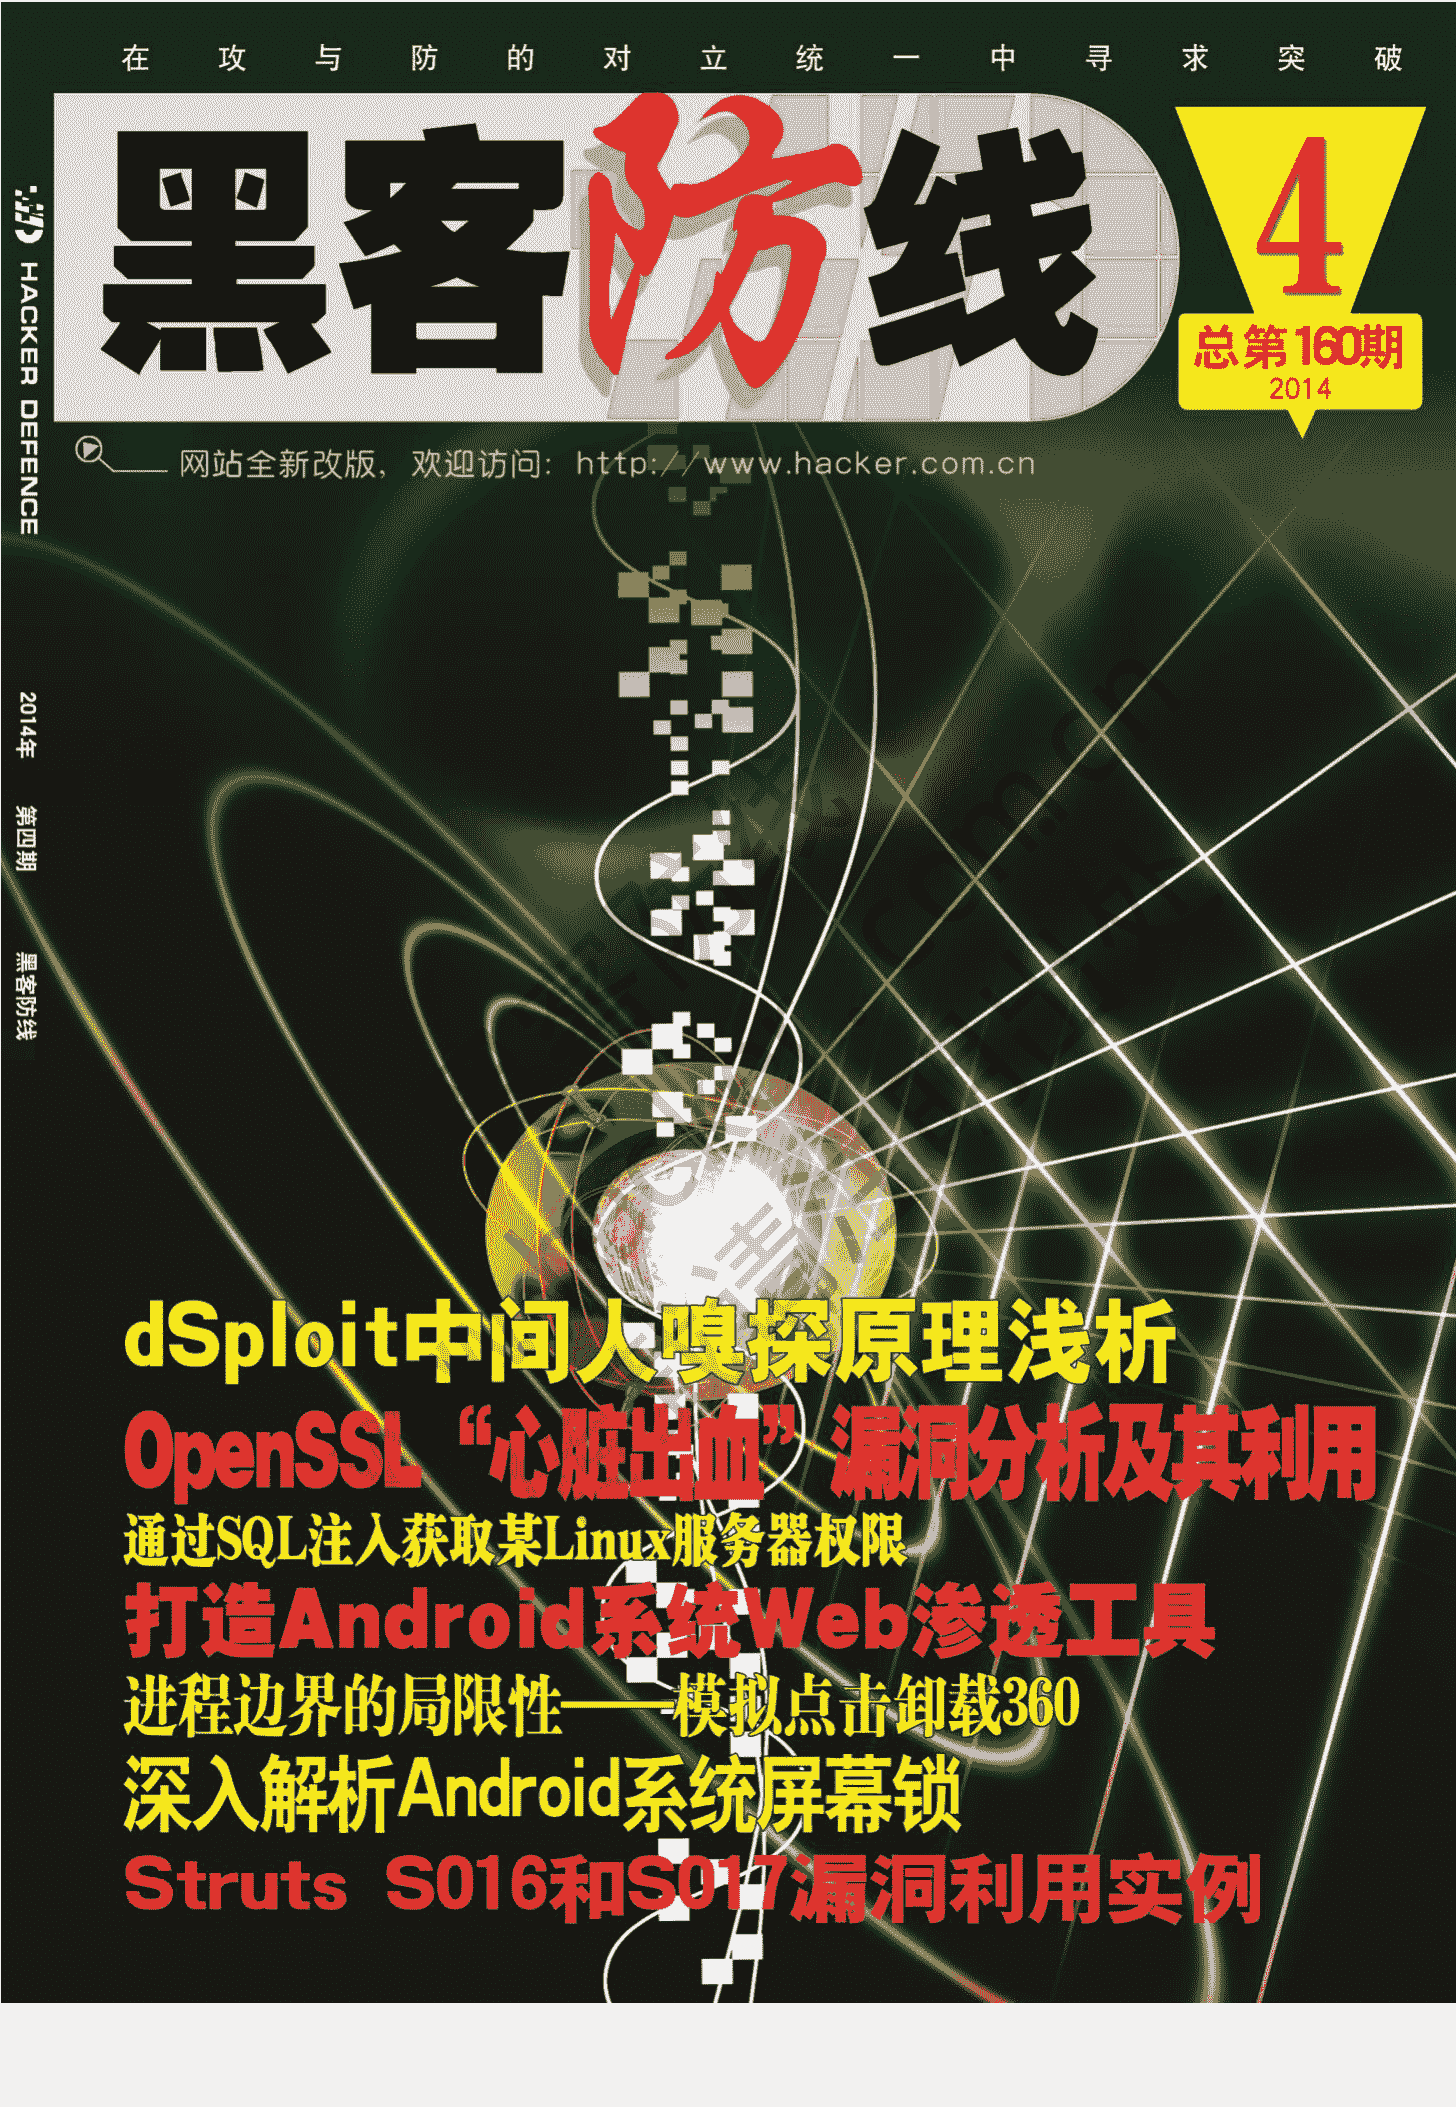 在攻与防的对立统一中寻求突破
黑客防线
4
总第160期
2014
网站全新改版，欢迎访问：http://www.hacker.com.cn
HACKER DEFENCE
2014年 第四期 黑客防线
dSploit中间人嗅探原理浅析
OpenSSL“心脏出血”漏洞分析及其利用
通过SQL注入获取某Linux服务器权限
打造Android系统Web渗透工具
进程边界的局限性——模拟点击卸载360
深入解析Android系统屏幕锁
Struts S016和S017漏洞利用实例